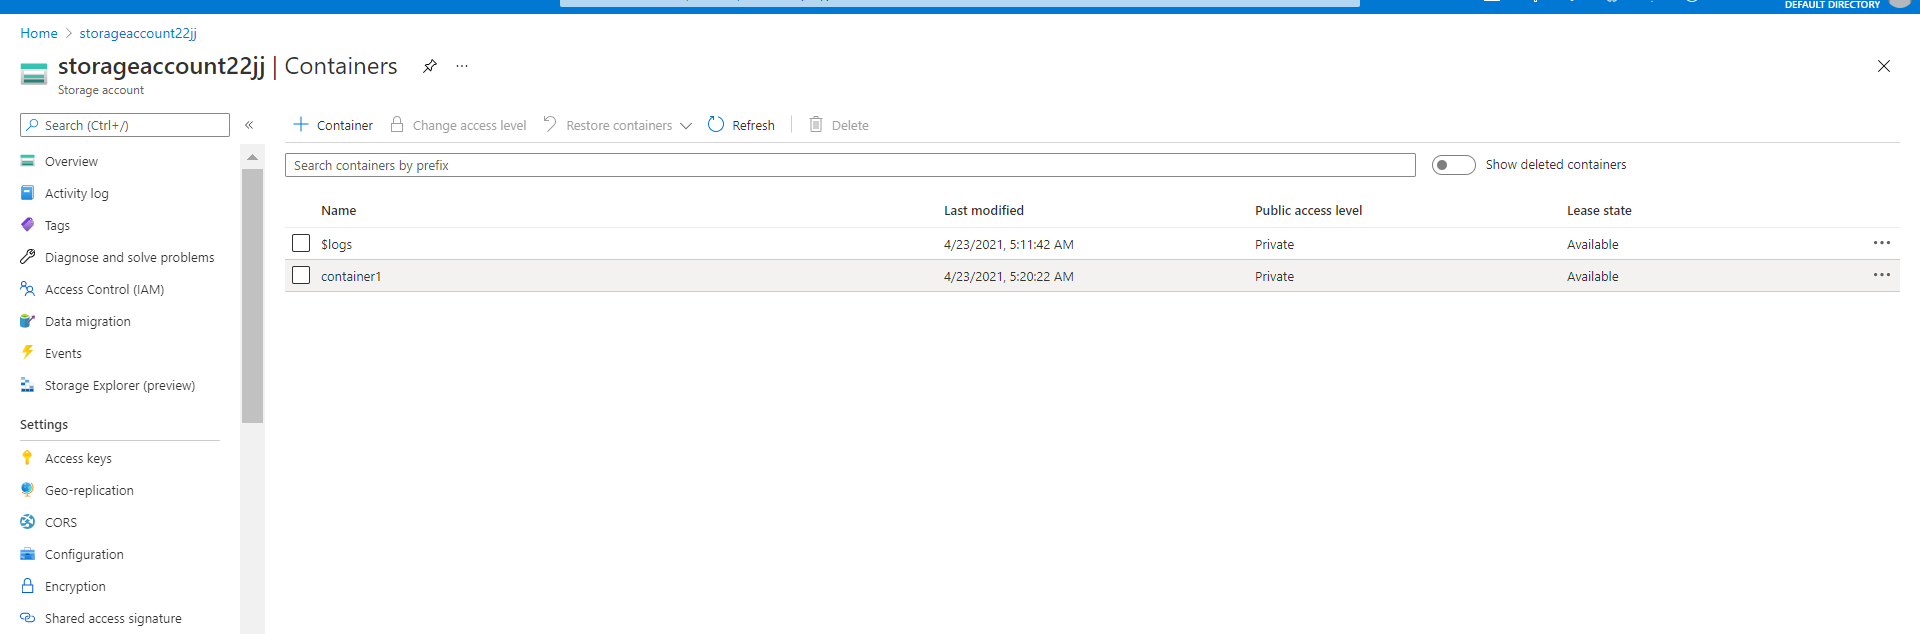 DEFAULT DIRECTORY
Home > storageaccount22jj
storageaccount22jj | Containers ...
Storage account
Search (Ctrl+/) «
Container Change access level Restore containers Refresh Delete
Search containers by prefix Show deleted containers
Name Last modified Public access level Lease state
$logs 4/23/2021, 5:11:42 AM Private Available ...
container1 4/23/2021, 5:20:22 AM Private Available ...
Overview
Activity log
Tags
Diagnose and solve problems
Access Control (IAM)
Data migration
Events
Storage Explorer (preview)
Settings
Access keys
Geo-replication
CORS
Configuration
Encryption
Shared access signature